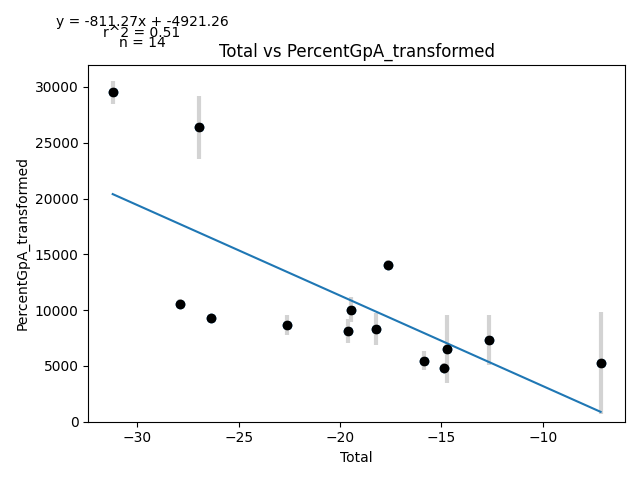 y = -811.27x + -4921.26
r^2 = 0.51
n = 14
Total vs PercentGpA_transformed
30000
25000
20000
15000
10000
5000
0
PercentGpA_transformed
−30 −25 −20 −15 −10
Total